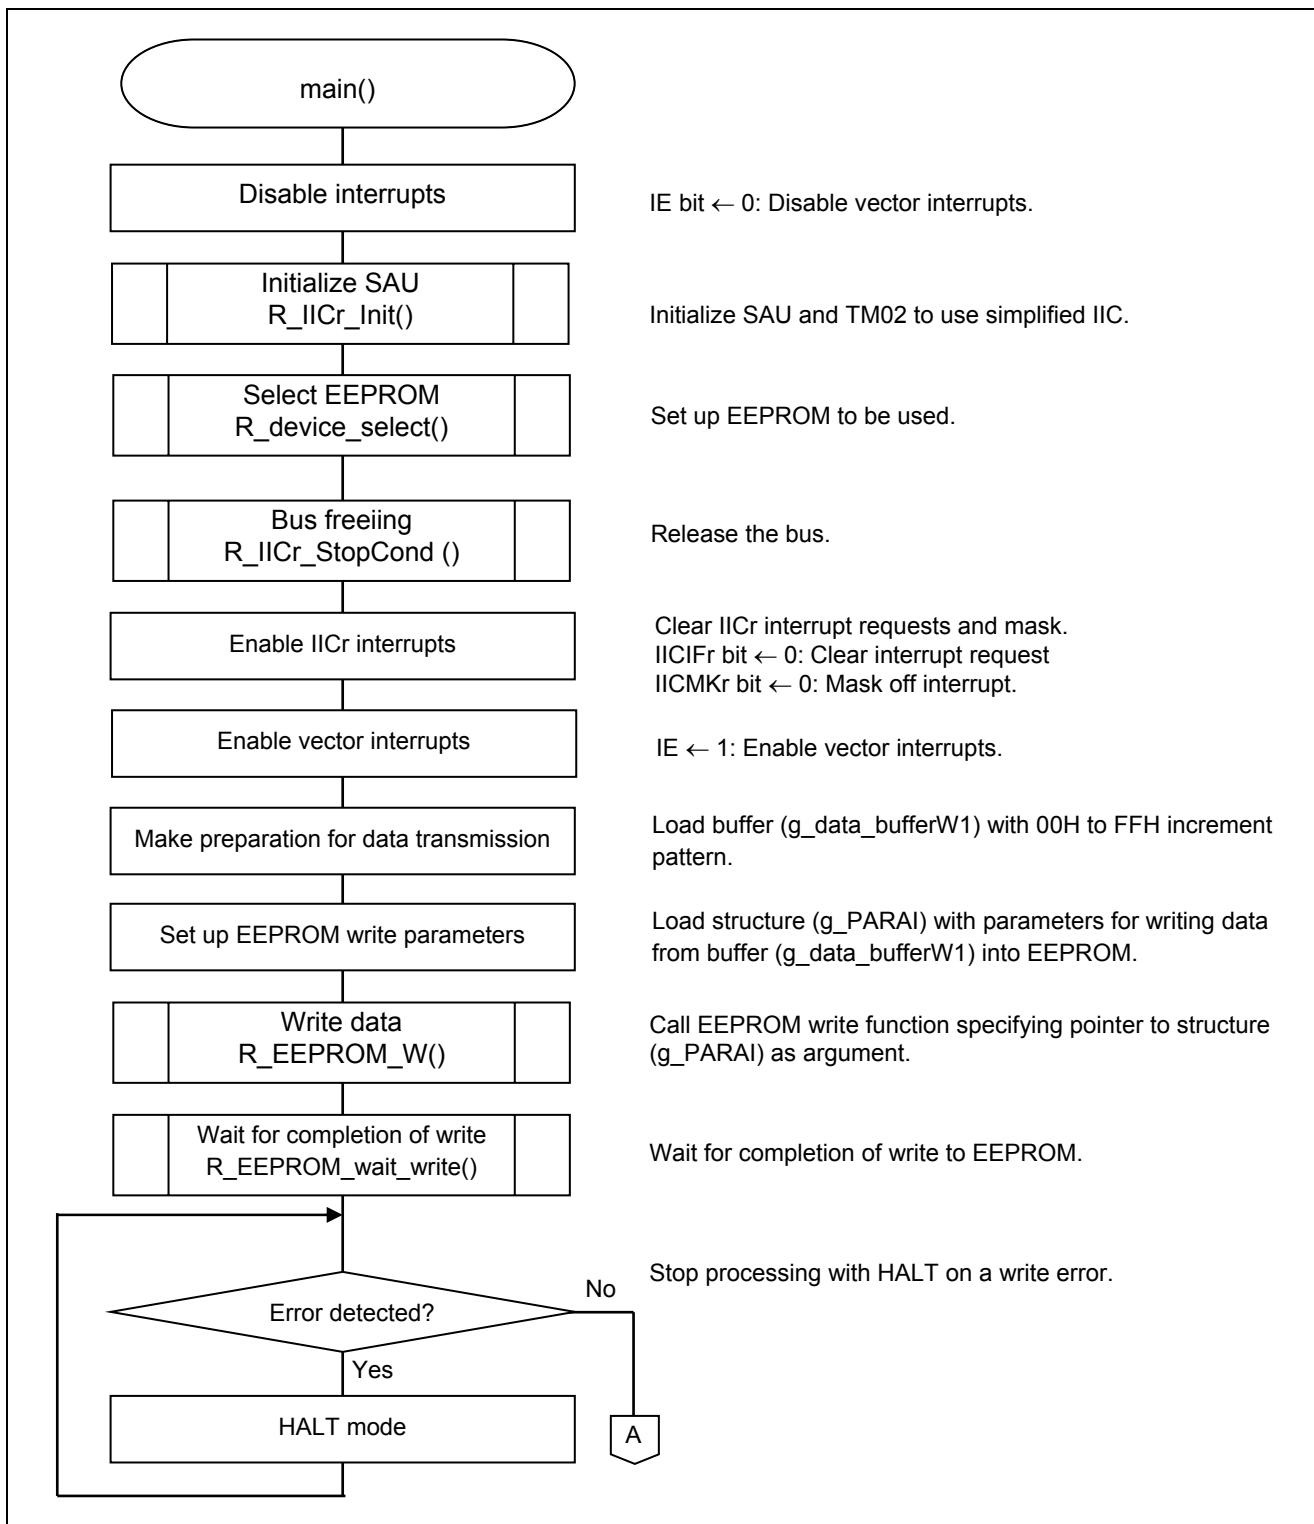 main()
Disable interrupts
IE bit ← 0: Disable vector interrupts.
Initialize SAU
R_IICr_Init()
Initialize SAU and TM02 to use simplified IIC.
Select EEPROM
R_device_select()
Set up EEPROM to be used.
Bus freeiing
R_IICr_StopCond ()
Release the bus.
Enable IICr interrupts
Clear IICr interrupt requests and mask.
IICIFr bit ← 0: Clear interrupt request
IICMKr bit ← 0: Mask off interrupt.
Enable vector interrupts
IE ← 1: Enable vector interrupts.
Make preparation for data transmission
Load buffer (g_data_bufferW1) with 00H to FFH increment
pattern.
Set up EEPROM write parameters
Load structure (g_PARAI) with parameters for writing data
from buffer (g_data_bufferW1) into EEPROM.
Write data
R_EEPROM_W()
Call EEPROM write function specifying pointer to structure
(g_PARAI) as argument.
Wait for completion of write
R_EEPROM_wait_write()
Wait for completion of write to EEPROM.
Stop processing with HALT on a write error.
No
Error detected?
Yes
HALT mode
A